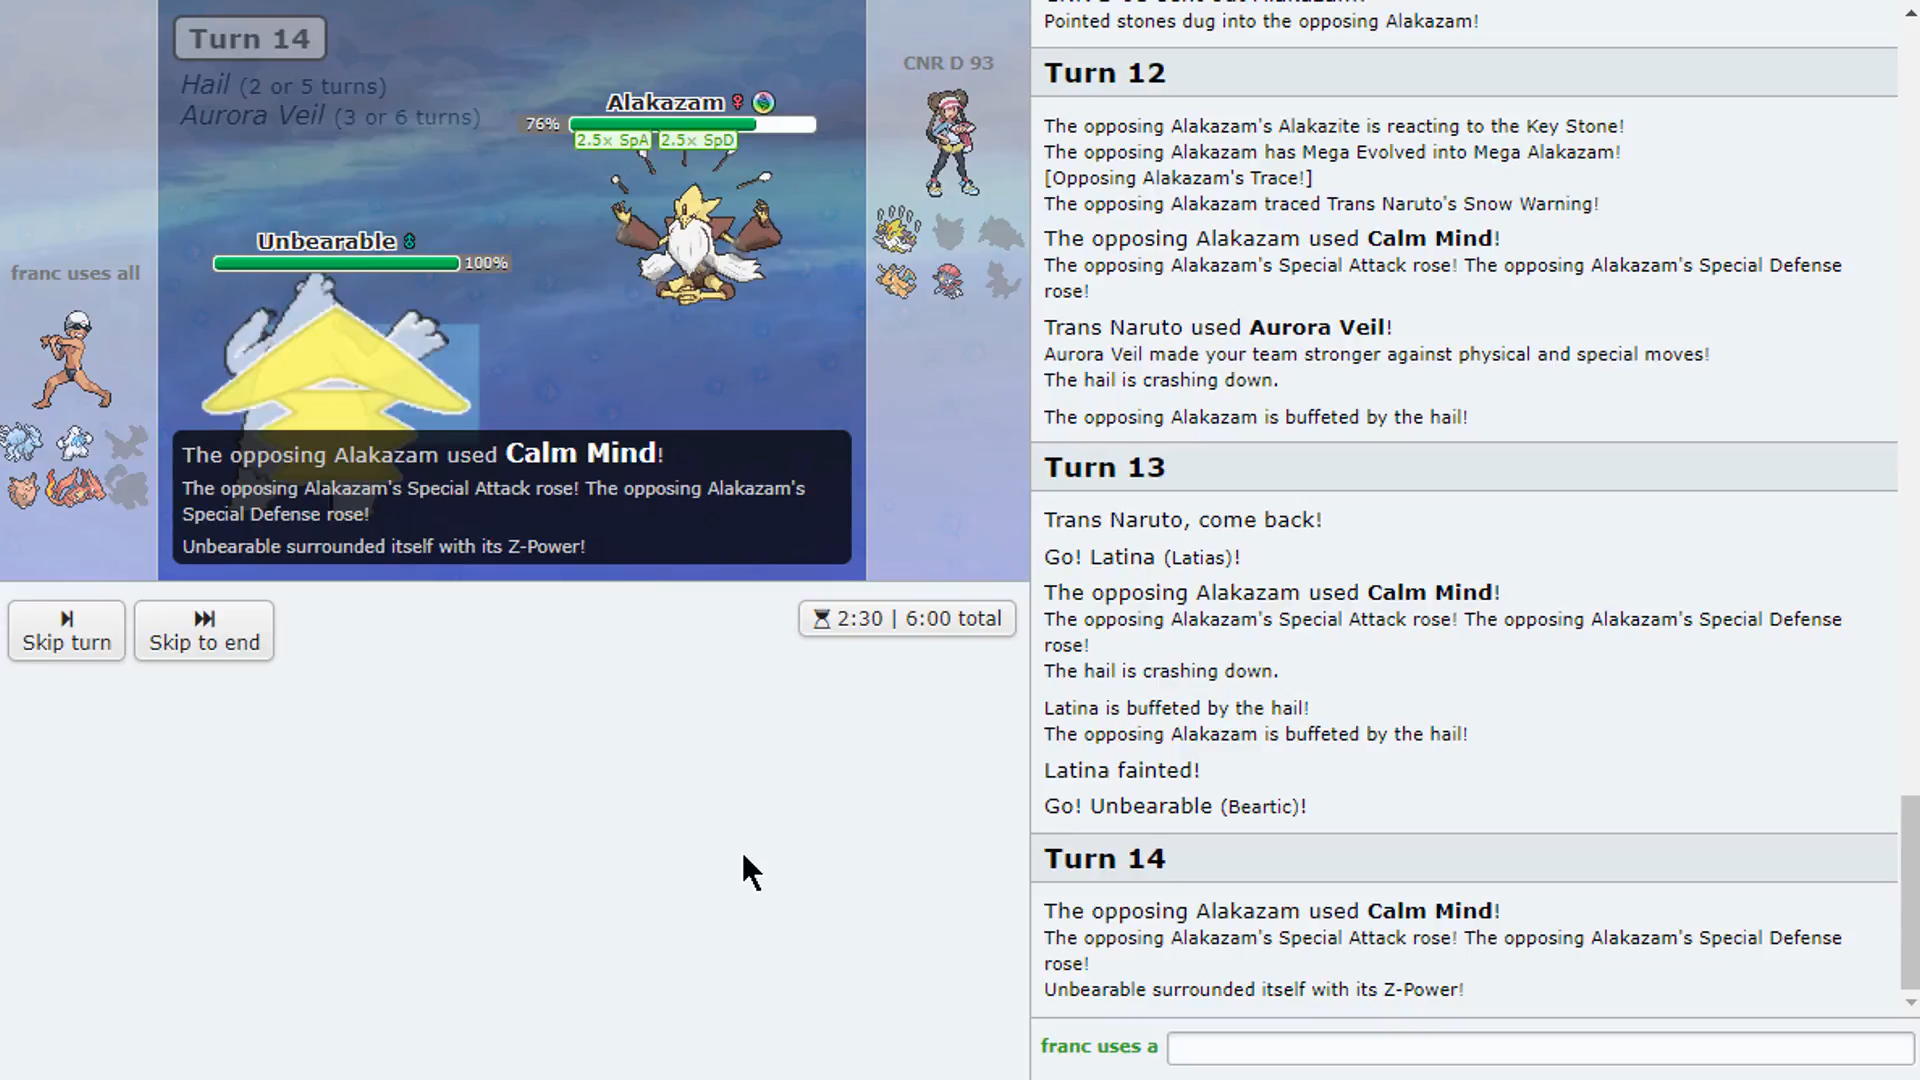 Turn 14
Hail (2 or 5 turns)
Aurora Veil (3 or 6 turns)
Alakazam
76%
2.5x SpA 2.5x SpD
Unbearable
100%
franc uses all
CNR D 93
The opposing Alakazam used Calm Mind!
The opposing Alakazam's Special Attack rose! The opposing Alakazam's
Special Defense rose!
Unbearable surrounded itself with its Z-Power!
Skip turn
Skip to end
2:30 | 6:00 total
Pointed stones dug into the opposing Alakazam!
Turn 12
The opposing Alakazam's Alakazite is reacting to the Key Stone!
The opposing Alakazam has Mega Evolved into Mega Alakazam!
[Opposing Alakazam's Trace!]
The opposing Alakazam traced Trans Naruto's Snow Warning!
The opposing Alakazam used Calm Mind!
The opposing Alakazam's Special Attack rose! The opposing Alakazam's Special Defense
rose!
Trans Naruto used Aurora Veil!
Aurora Veil made your team stronger against physical and special moves!
The hail is crashing down.
The opposing Alakazam is buffeted by the hail!
Turn 13
Trans Naruto, come back!
Go! Latina (Latias)!
The opposing Alakazam used Calm Mind!
The opposing Alakazam's Special Attack rose! The opposing Alakazam's Special Defense
rose!
The hail is crashing down.
Latina is buffeted by the hail!
The opposing Alakazam is buffeted by the hail!
Latina fainted!
Go! Unbearable (Beartic)!
Turn 14
The opposing Alakazam used Calm Mind!
The opposing Alakazam's Special Attack rose! The opposing Alakazam's Special Defense
rose!
Unbearable surrounded itself with its Z-Power!
franc uses a